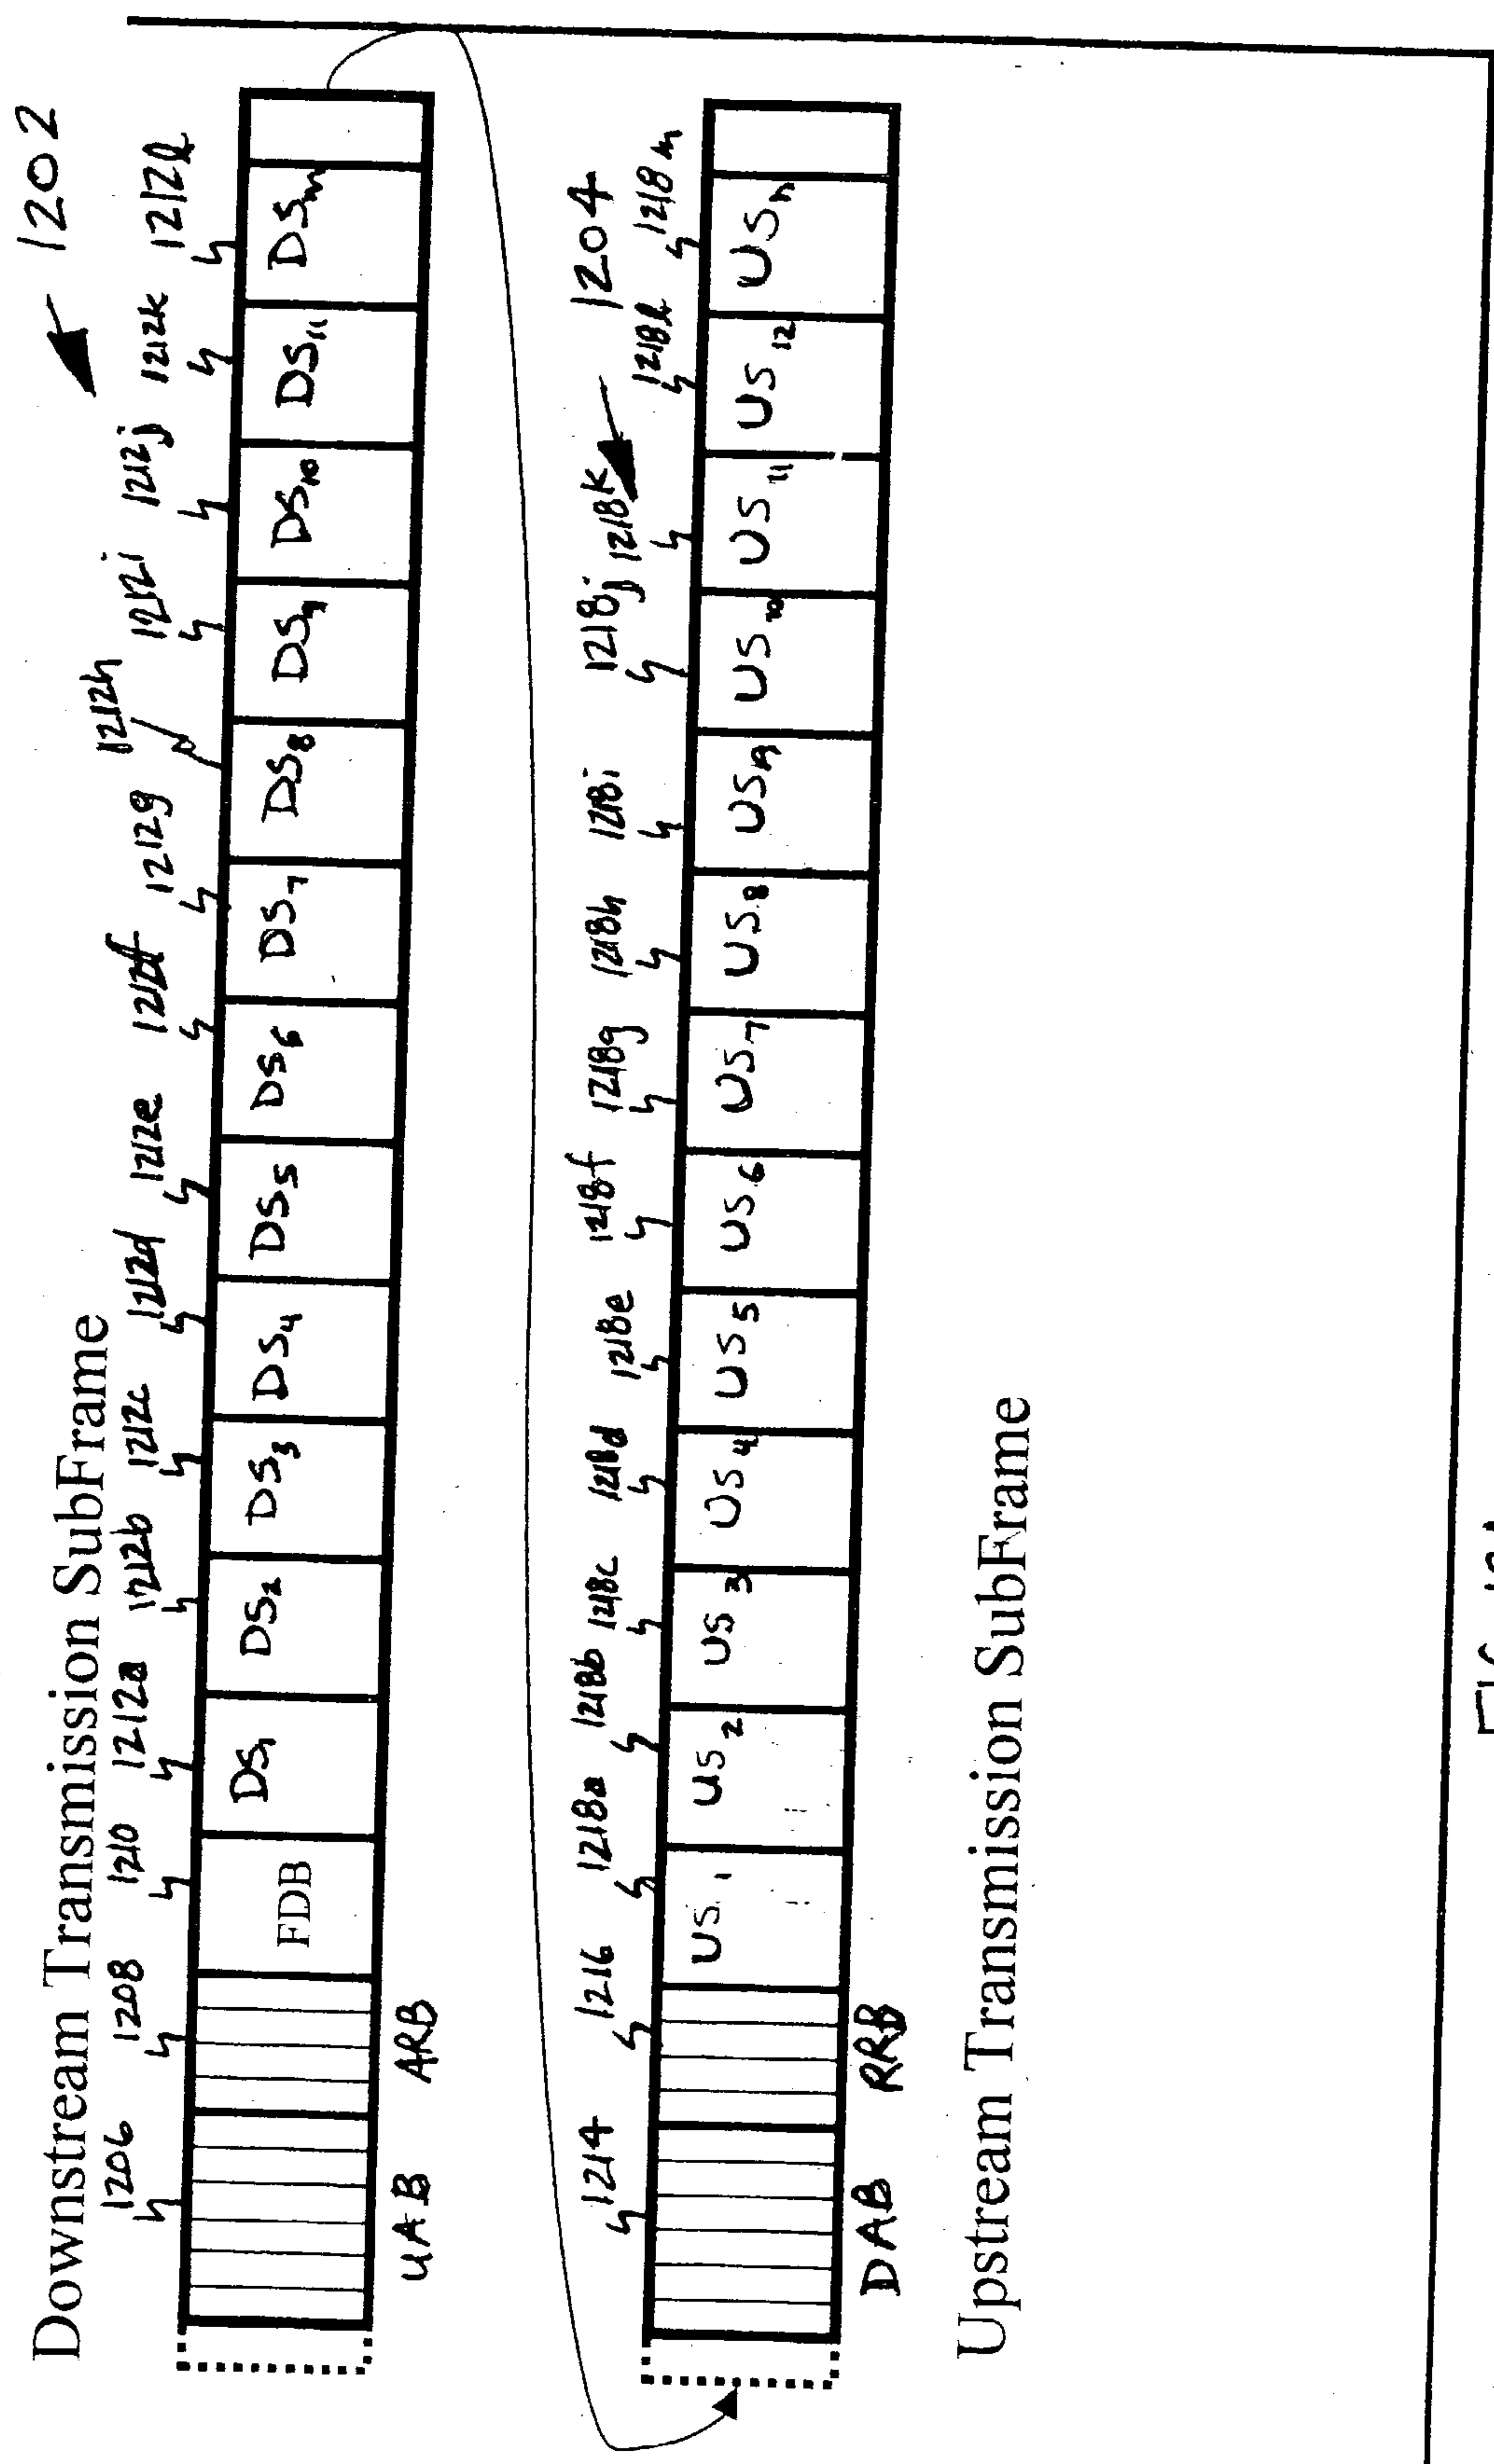 1202
Downstream Transmission SubFrame
1206 1208 1210 1212a 1212b 1212c 1212d 1212e 1212f 1212g 1212h 1212i 1212j 1212k 1212l
FDB DS1 DS2 DS3 DS4 DS5 DS6 DS7 DS8 DS9 DS10 DS11 DSm
UAB ARB
1204
1214 1216 1218a 1218b 1218c 1218d 1218e 1218f 1218g 1218h 1218i 1218j 1218k 1218l 1218m
US1 US2 US3 US4 US5 US6 US7 US8 US9 US10 US11 US12 USn
DAB RRB
Upstream Transmission SubFrame